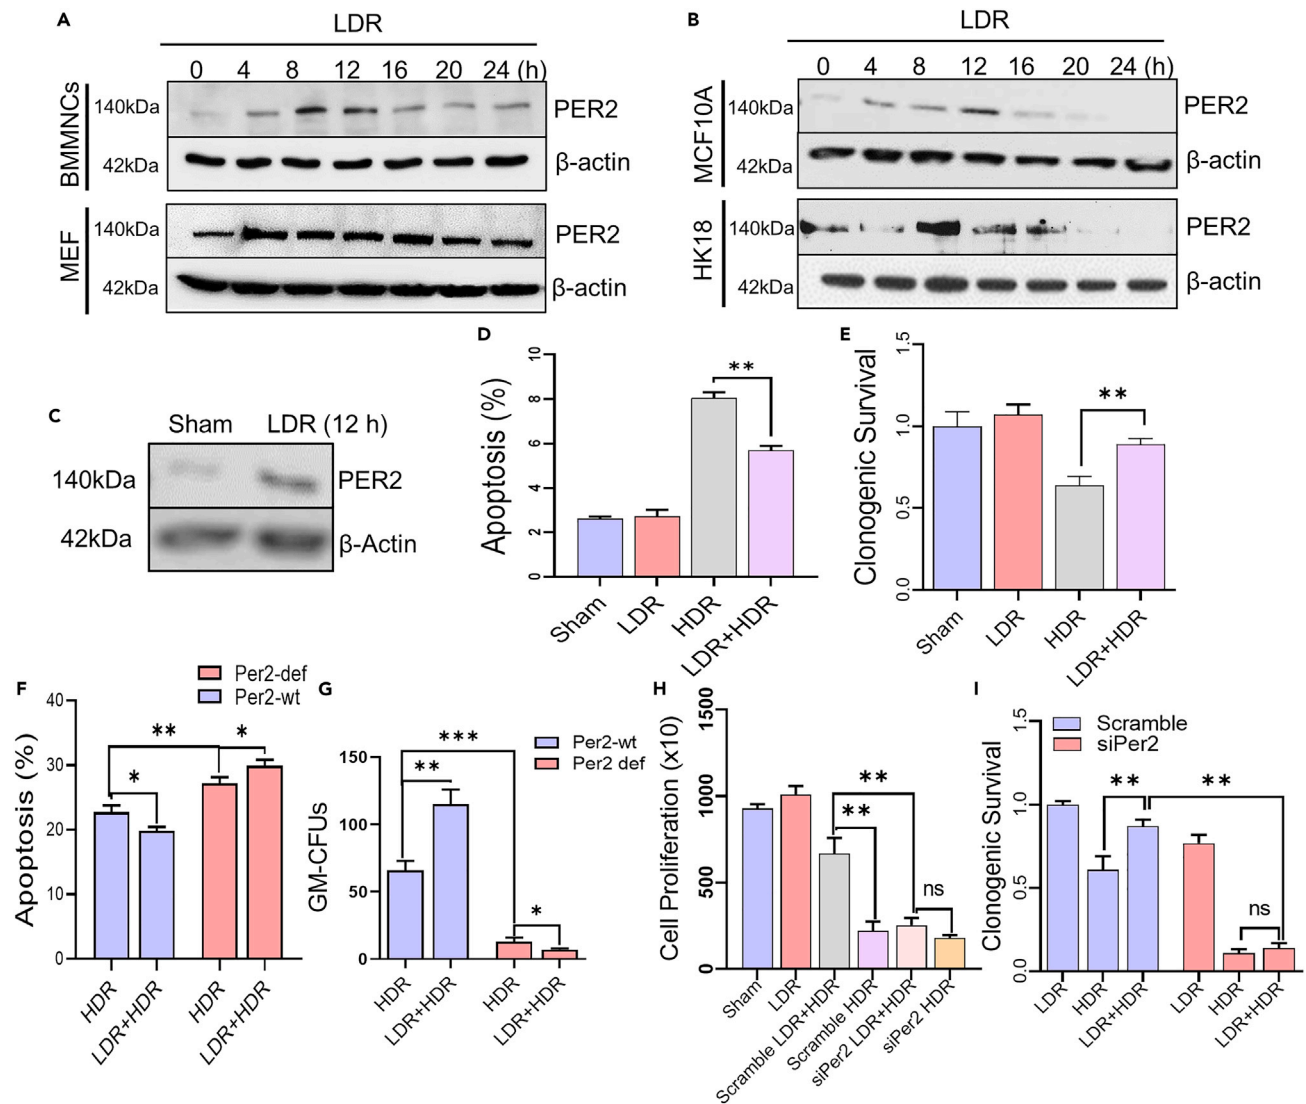 A
LDR
0 4 8 12 16 20 24 (h)
BMMNCs
140kDa
PER2
42kDa
β-actin
MEF
140kDa
PER2
42kDa
β-actin
B
LDR
0 4 8 12 16 20 24 (h)
MCF10A
140kDa
PER2
42kDa
β-actin
HK18
140kDa
PER2
42kDa
β-actin
C
Sham LDR (12 h)
140kDa
PER2
42kDa
β-Actin
D
Apoptosis (%)
10
8
6
4
2
0
**
Sham
LDR
HDR
LDR+HDR
E
Clonogenic Survival
1.5
1.0
0.5
0.0
**
Sham
LDR
HDR
LDR+HDR
F
Per2-def
Per2-wt
Apoptosis (%)
40
30
20
10
0
**
*
*
HDR
LDR+HDR
HDR
LDR+HDR
G
Per2-wt
Per2 def
GM-CFUs
150
100
50
0
***
**
*
HDR
LDR+HDR
HDR
LDR+HDR
H
Cell Proliferation (x10)
1500
1000
500
0
**
**
ns
Sham
LDR
Scramble LDR+HDR
Scramble HDR
siPer2 LDR+HDR
siPer2 HDR
I
Scramble
siPer2
Clonogenic Survival
1.5
1.0
0.5
0.0
**
**
ns
LDR
HDR
LDR+HDR
LDR
HDR
LDR+HDR